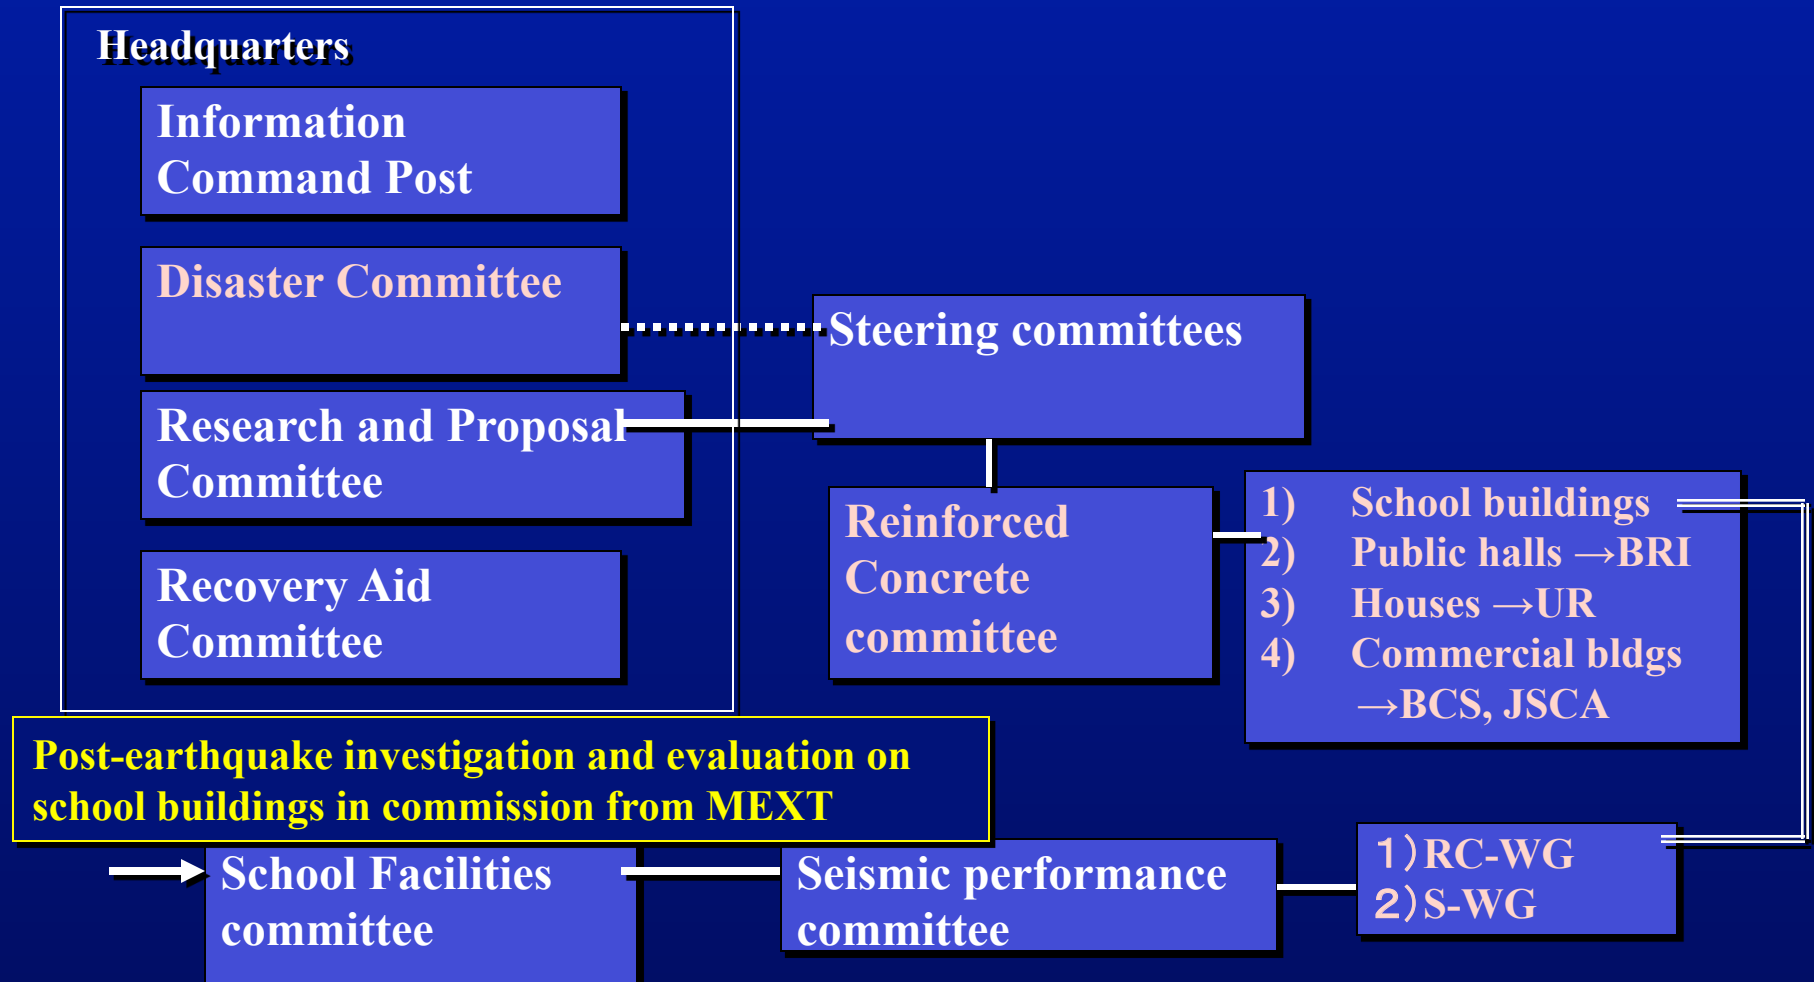 Headquarters
Information
Command Post
Disaster Committee
Research and Proposal
Committee
Recovery Aid
Committee
Steering committees
Reinforced
Concrete
committee
1) School buildings
2) Public halls →BRI
3) Houses →UR
4) Commercial bldgs
→BCS, JSCA
Post-earthquake investigation and evaluation on
school buildings in commission from MEXT
School Facilities
committee
Seismic performance
committee
１）RC-WG
２）S-WG